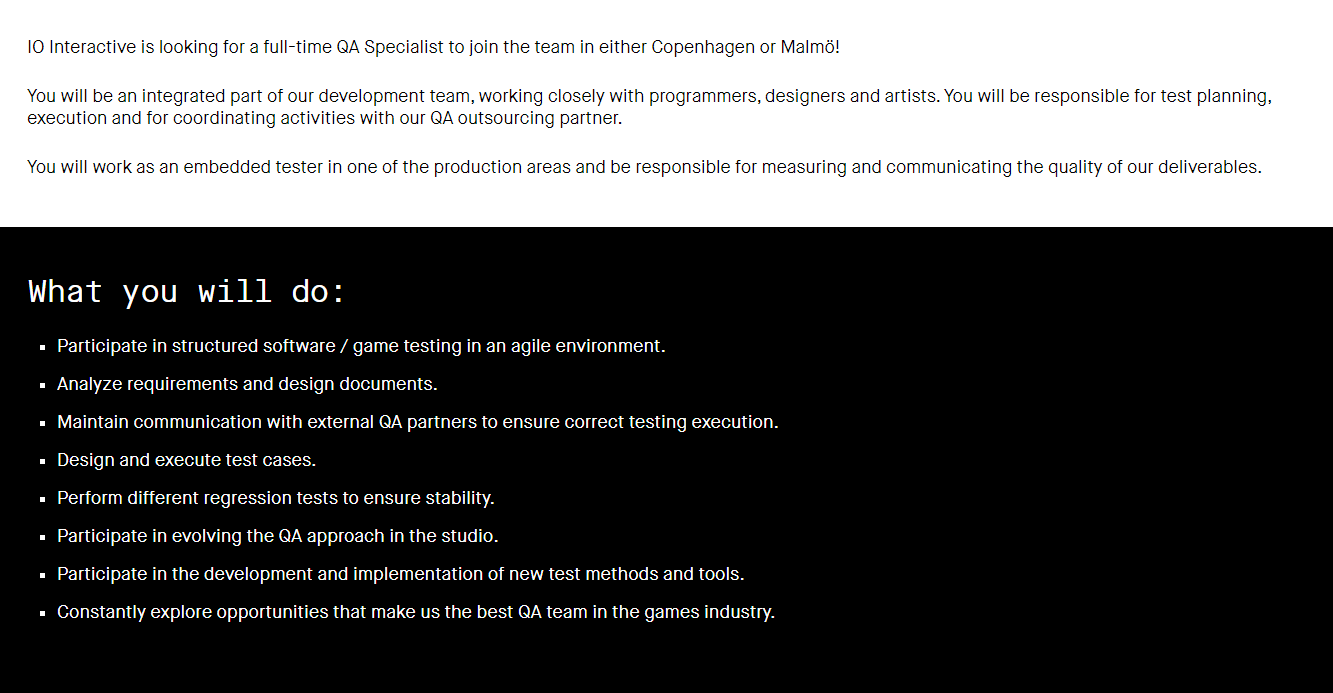 IO Interactive is looking for a full-time QA Specialist to join the team in either Copenhagen or Malmö!
You will be an integrated part of our development team, working closely with programmers, designers and artists. You will be responsible for test planning,
execution and for coordinating activities with our QA outsourcing partner.
You will work as an embedded tester in one of the production areas and be responsible for measuring and communicating the quality of our deliverables.
What you will do:
▪ Participate in structured software / game testing in an agile environment.
▪ Analyze requirements and design documents.
▪ Maintain communication with external QA partners to ensure correct testing execution.
▪ Design and execute test cases.
▪ Perform different regression tests to ensure stability.
▪ Participate in evolving the QA approach in the studio.
▪ Participate in the development and implementation of new test methods and tools.
▪ Constantly explore opportunities that make us the best QA team in the games industry.